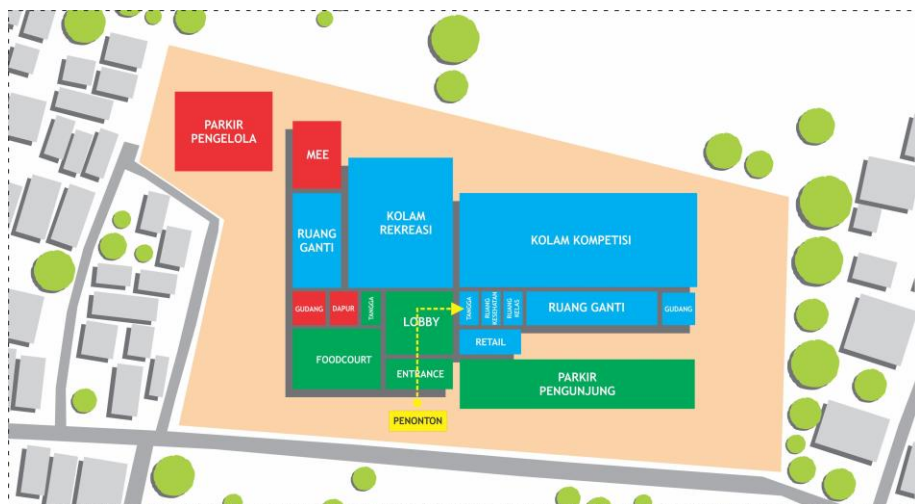 PARKIR
PENGELOLA
MEE
KOLAM
REKREASI
RUANG
GANTI
KOLAM KOMPETISI
GUDANG
DAPUR
TANGGA
LOBBY
TANGGA
RUANG
KESEHATAN
RUANG
KELAS
RUANG GANTI
GUDANG
RETAIL
FOODCOURT
ENTRANCE
PARKIR
PENGUNJUNG
PENONTON